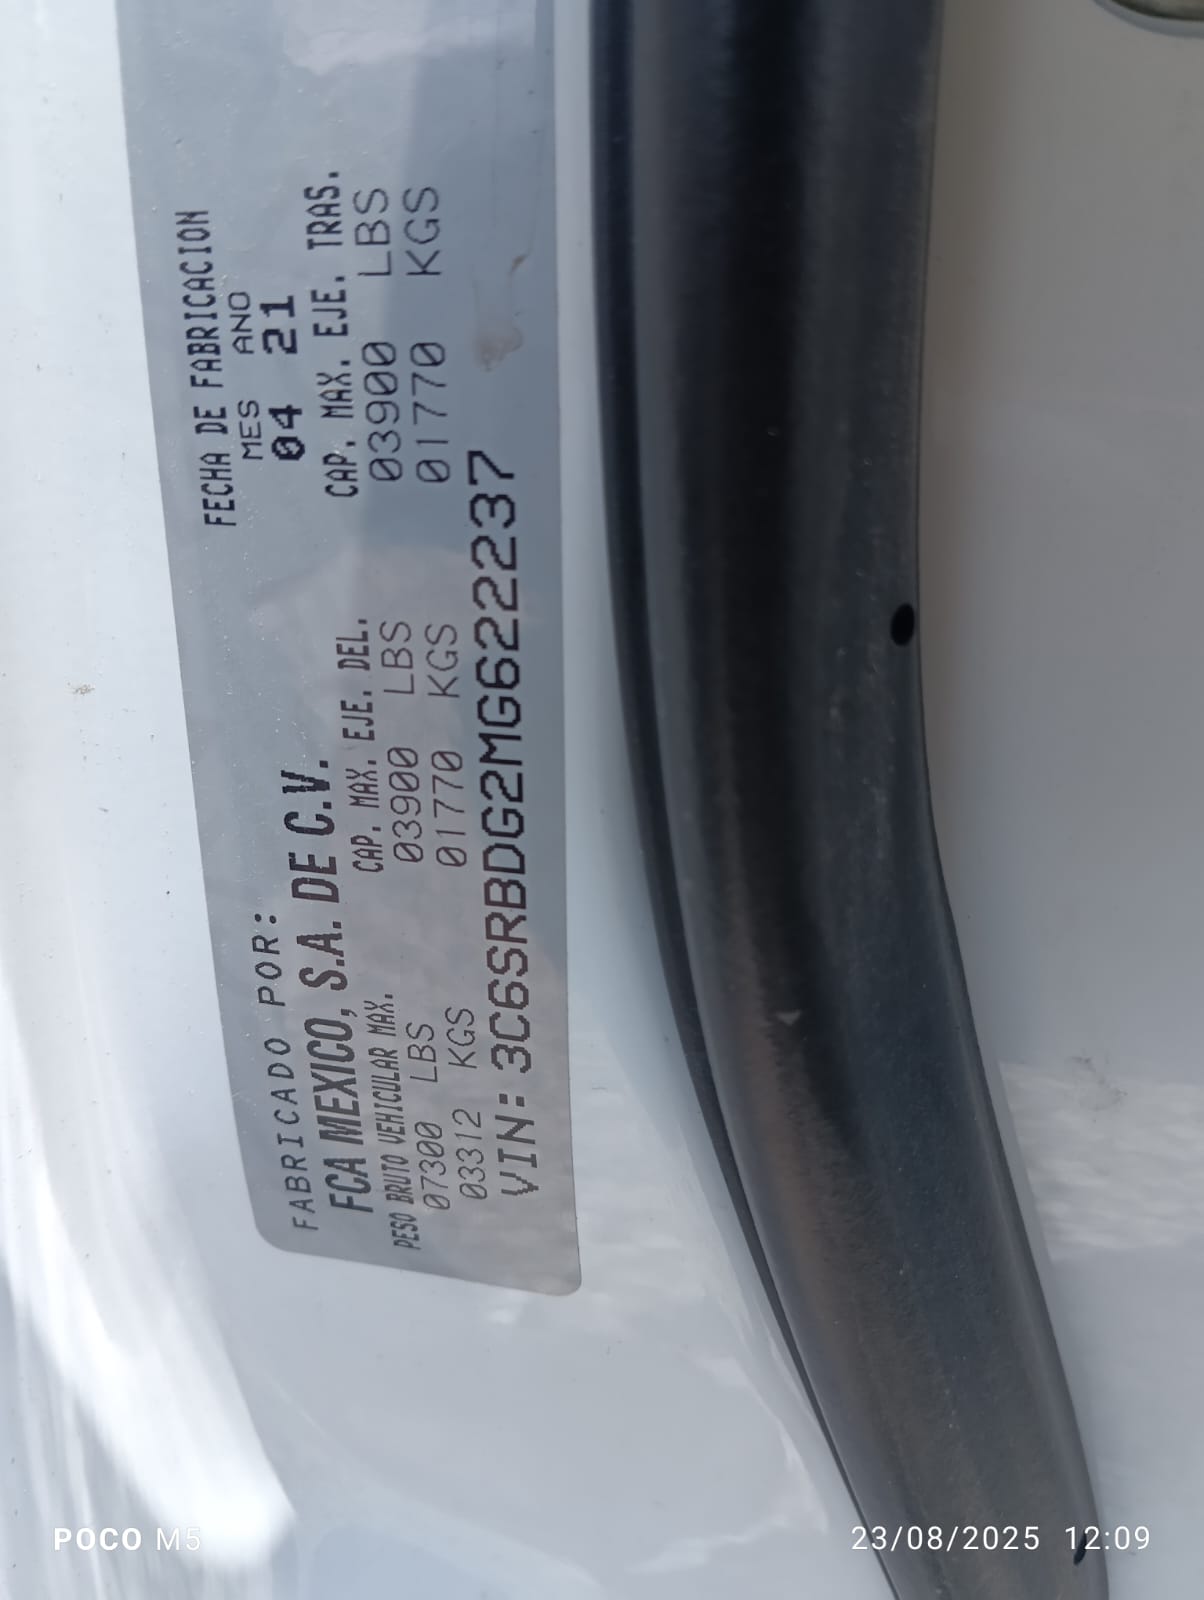 FABRICADO POR:
FCA MEXICO, S.A. DE C.V.
FECHA DE FABRICACION
MES ANO
04 21
PESO BRUTO VEHICULAR MAX.
07300 LBS
03312 KGS
CAP. MAX. EJE. DEL.
03900 LBS
01770 KGS
CAP. MAX. EJE. TRAS.
03900 LBS
01770 KGS
VIN: 3C6SRBDG2MG622237
POCO M5
23/08/2025 12:09